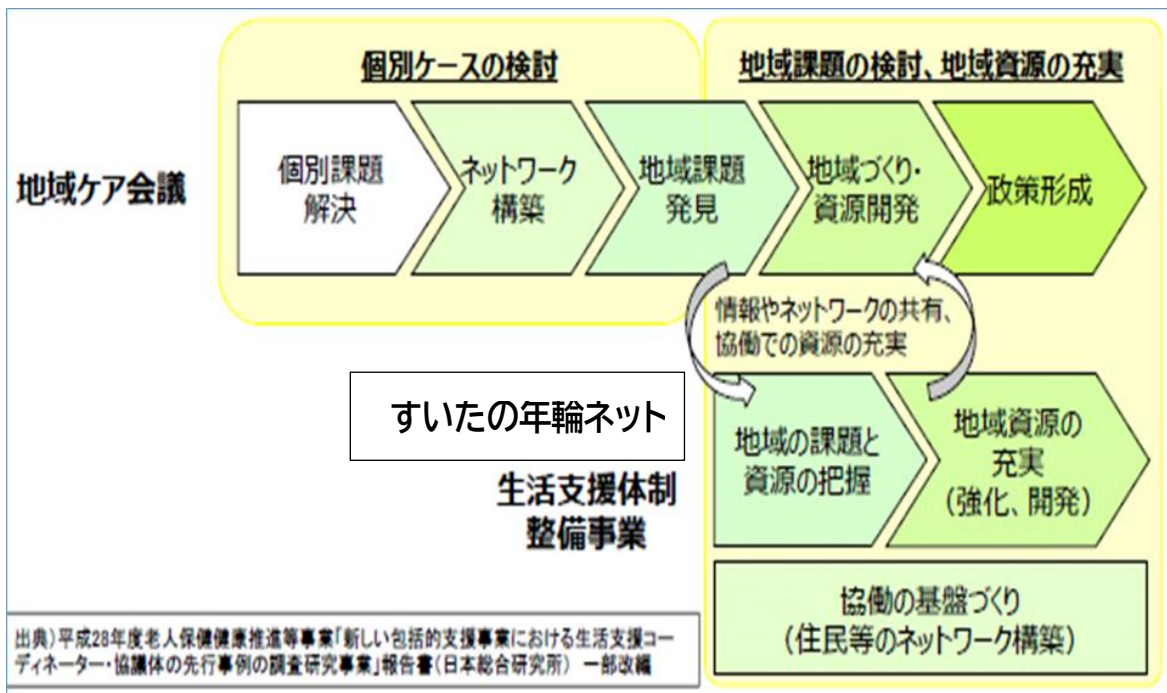 個別ケースの検討
地域課題の検討、地域資源の充実
地域ケア会議
個別課題
解決
ネットワーク
構築
地域課題
発見
地域づくり・
資源開発
政策形成
情報やネットワークの共有、
協働での資源の充実
すいたの年輪ネット
生活支援体制
整備事業
地域の課題と
資源の把握
地域資源の
充実
(強化、開発)
協働の基盤づくり
(住民等のネットワーク構築)
出典)平成28年度老人保健健康推進等事業「新しい包括的支援事業における生活支援コー
ディネーター・協議体の先行事例の調査研究事業」報告書(日本総合研究所) 一部改編